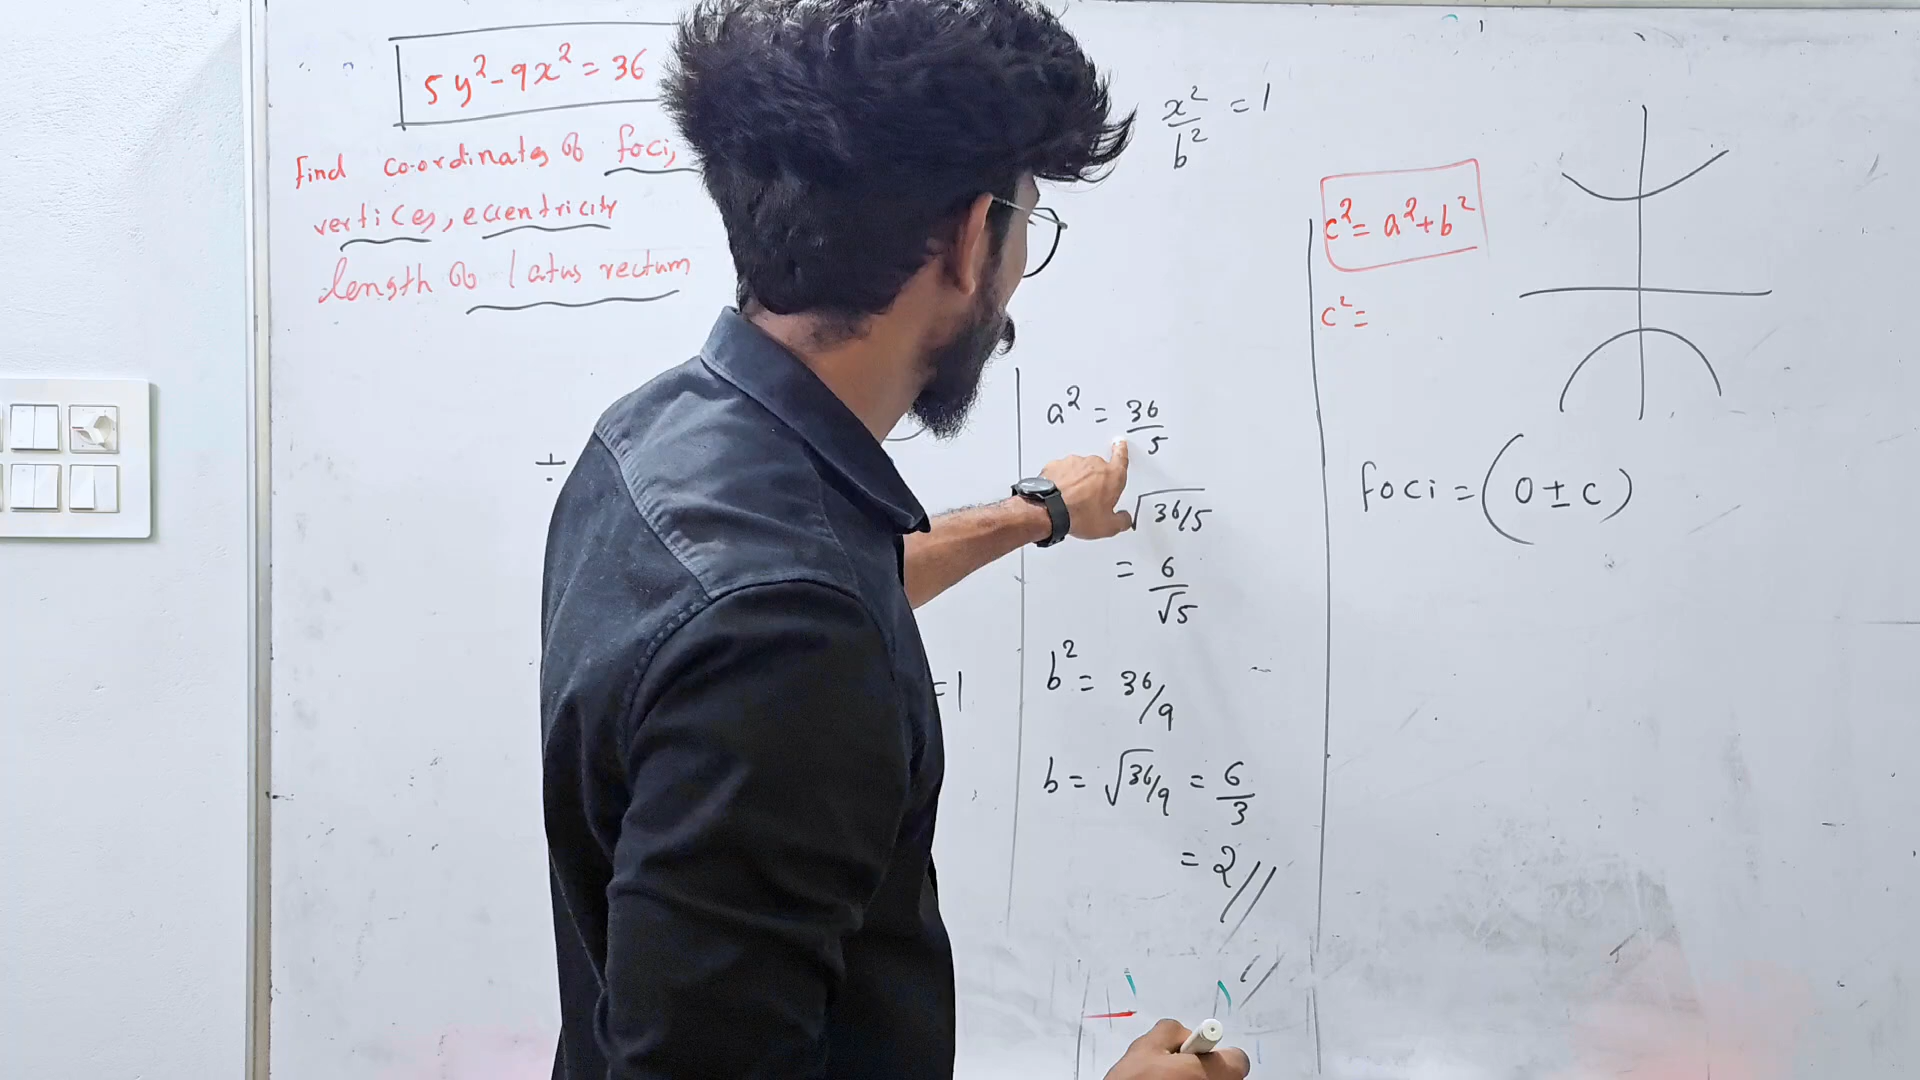 5y² - 9x² = 36
Find co-ordinates of foci,
vertices, eccentricity
length of latus rectum
x²/b² = 1
÷
= 1
a² = 36/5
√36/5
= 6/√5
b² = 36/9
b = √36/9 = 6/3
= 2//
c² = a² + b²
c² =
foci = (0 ± c)